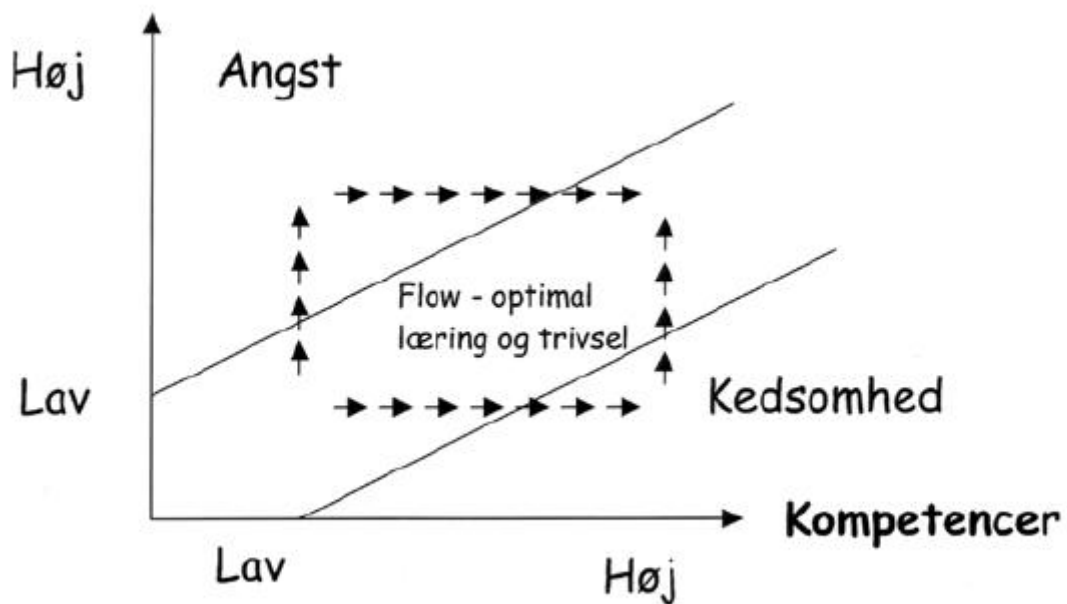 Høj
Angst
Flow - optimal
læring og trivsel
Lav
Kedsomhed
Kompetencer
Lav
Høj